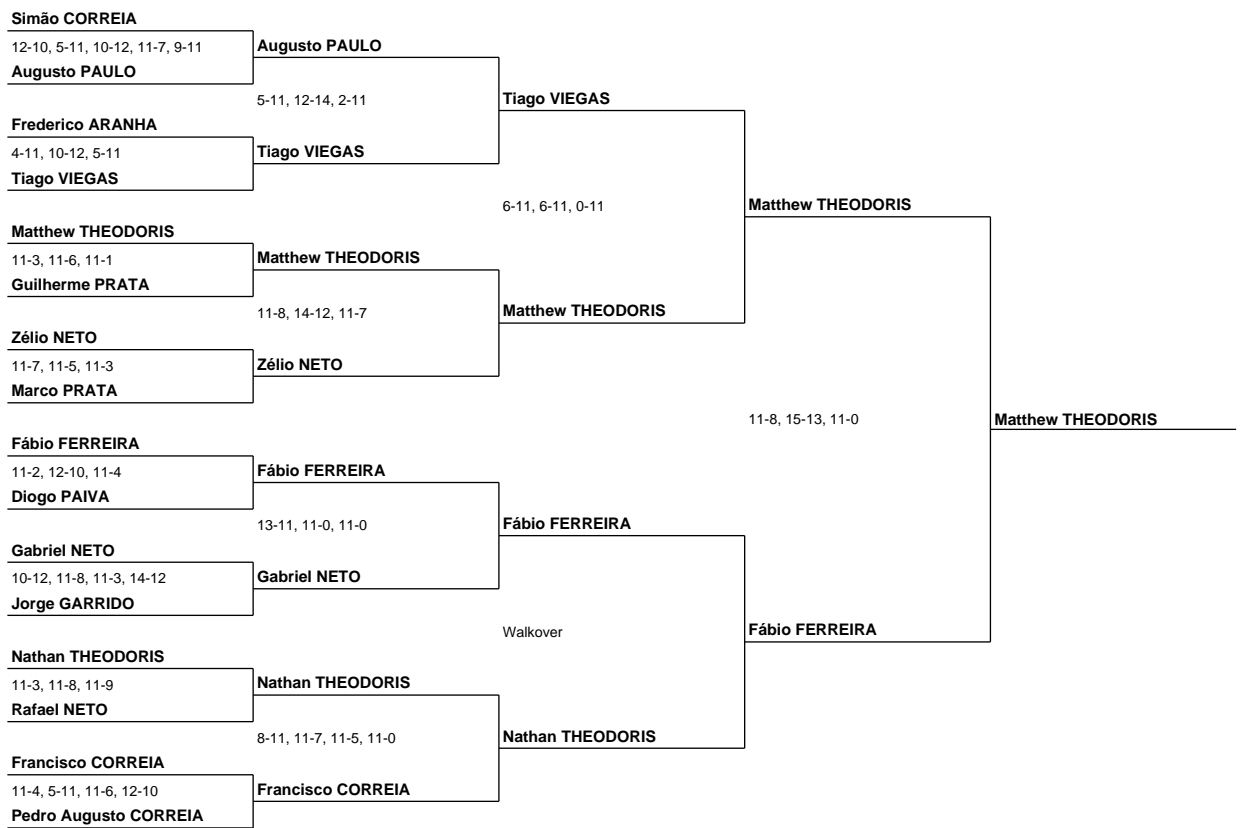 Simão CORREIA
12-10, 5-11, 10-12, 11-7, 9-11
Augusto PAULO
Augusto PAULO
5-11, 12-14, 2-11
Tiago VIEGAS
Frederico ARANHA
4-11, 10-12, 5-11
Tiago VIEGAS
Tiago VIEGAS
6-11, 6-11, 0-11
Matthew THEODORIS
Matthew THEODORIS
11-3, 11-6, 11-1
Guilherme PRATA
Matthew THEODORIS
11-8, 14-12, 11-7
Matthew THEODORIS
Zélio NETO
11-7, 11-5, 11-3
Marco PRATA
Zélio NETO
11-8, 15-13, 11-0
Matthew THEODORIS
Fábio FERREIRA
11-2, 12-10, 11-4
Diogo PAIVA
Fábio FERREIRA
13-11, 11-0, 11-0
Fábio FERREIRA
Gabriel NETO
10-12, 11-8, 11-3, 14-12
Jorge GARRIDO
Gabriel NETO
Walkover
Fábio FERREIRA
Nathan THEODORIS
11-3, 11-8, 11-9
Rafael NETO
Nathan THEODORIS
8-11, 11-7, 11-5, 11-0
Nathan THEODORIS
Francisco CORREIA
11-4, 5-11, 11-6, 12-10
Pedro Augusto CORREIA
Francisco CORREIA